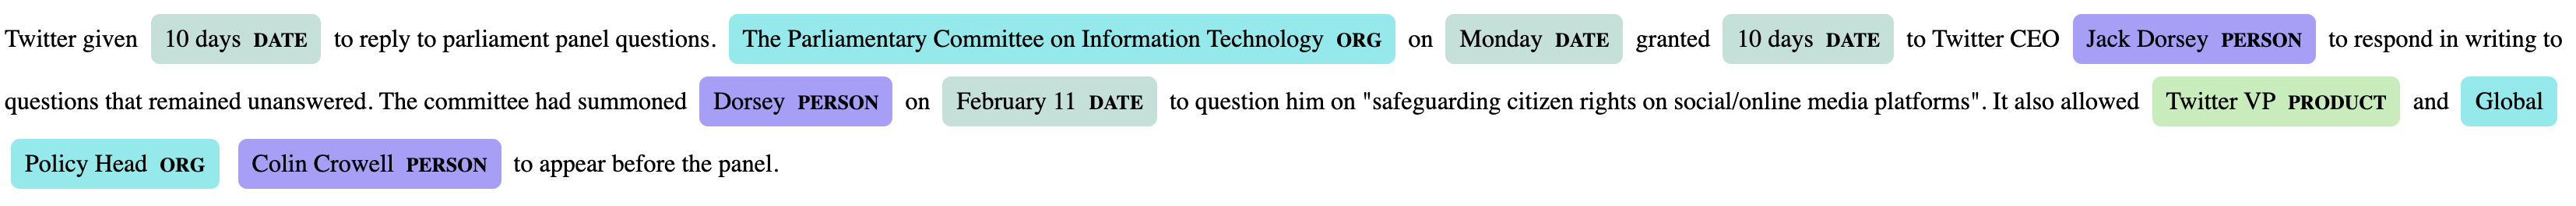 Twitter given 10 days DATE to reply to parliament panel questions. The Parliamentary Committee on Information Technology ORG on Monday DATE granted 10 days DATE to Twitter CEO Jack Dorsey PERSON to respond in writing to
questions that remained unanswered. The committee had summoned Dorsey PERSON on February 11 DATE to question him on "safeguarding citizen rights on social/online media platforms". It also allowed Twitter VP PRODUCT and Global
Policy Head ORG Colin Crowell PERSON to appear before the panel.